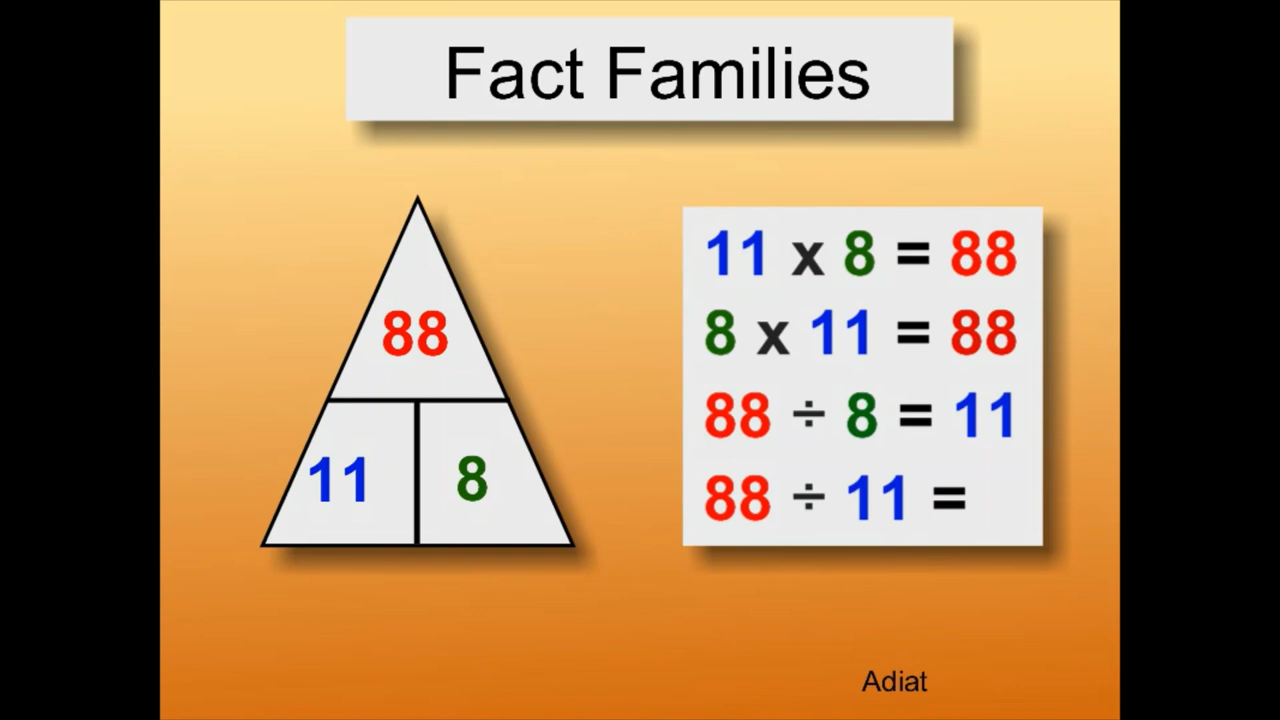 Fact Families
88
11 8
11 x 8 = 88
8 x 11 = 88
88 ÷ 8 = 11
88 ÷ 11 =
Adiat